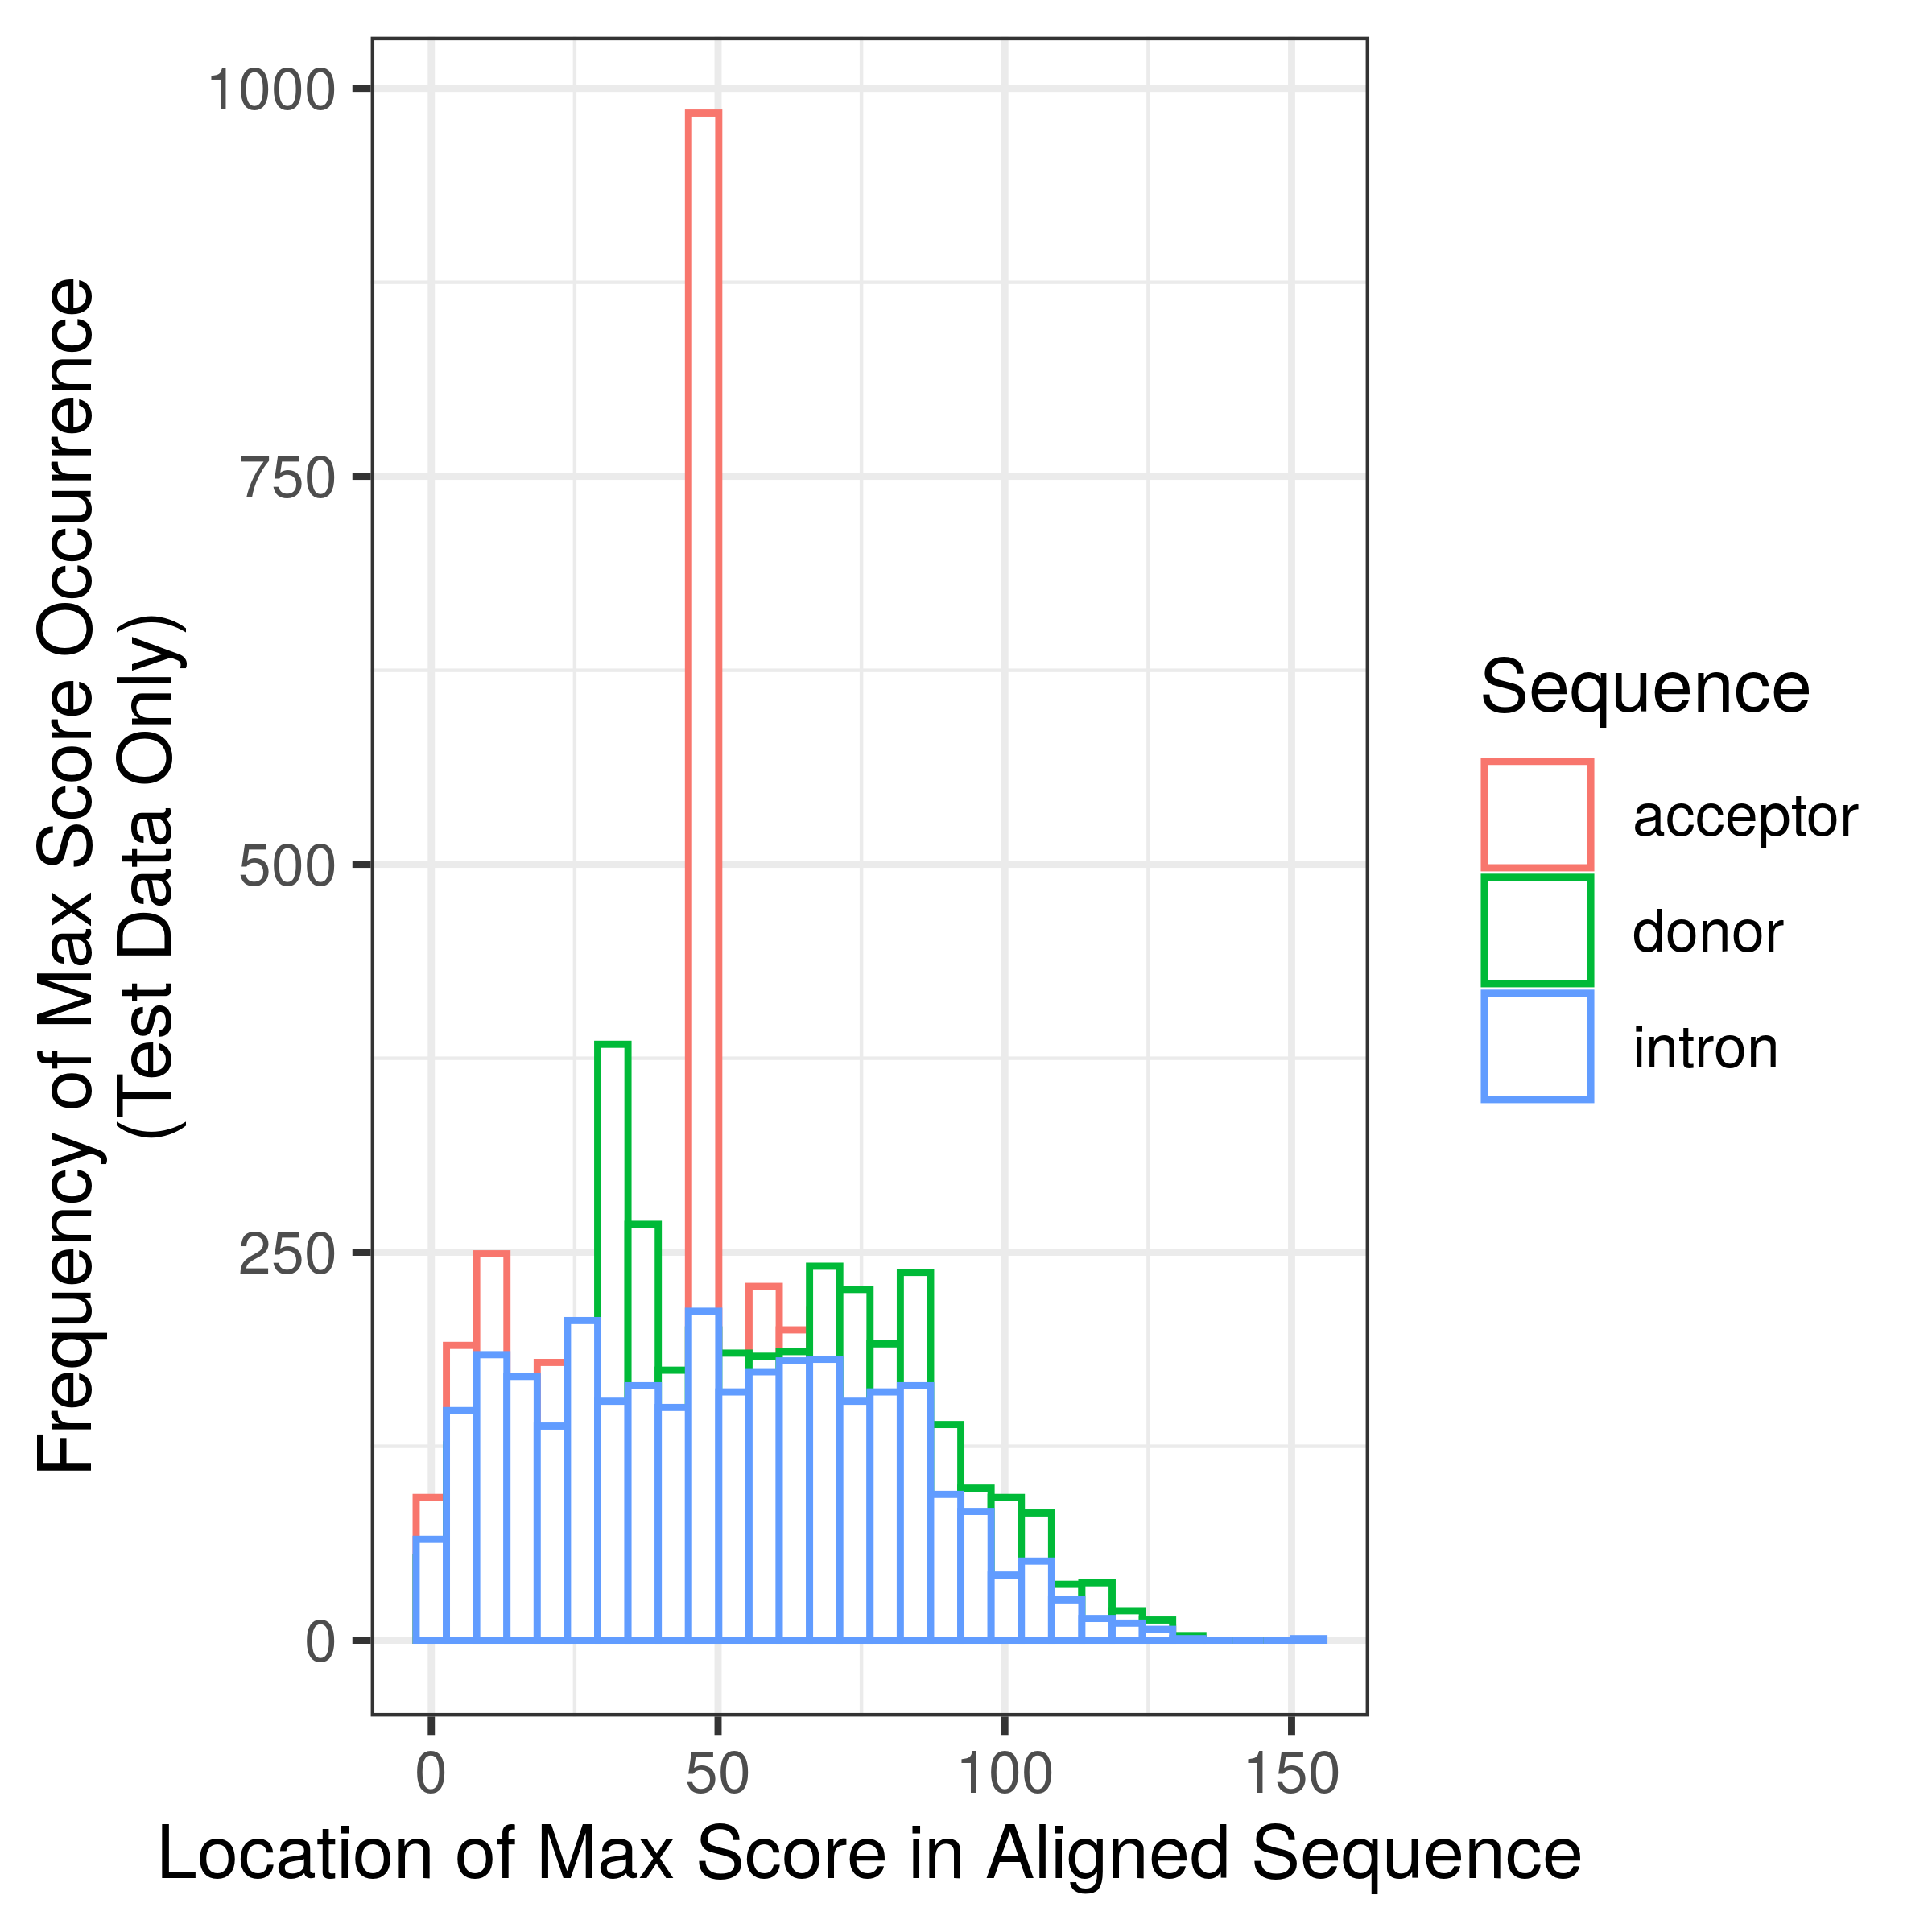 Frequency of Max Score Occurrence
(Test Data Only)
1000
750
500
250
0
0 50 100 150
Location of Max Score in Aligned Sequence
Sequence
acceptor
donor
intron